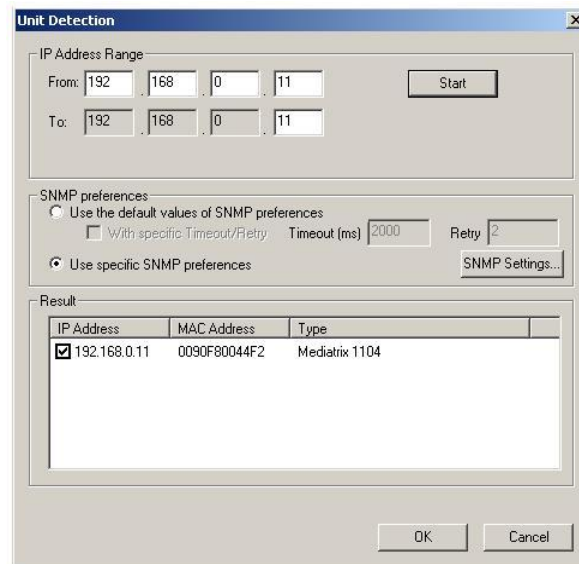 Unit Detection
IP Address Range
From: 192 . 168 . 0 . 11
Start
To: 192 . 168 . 0 . 11
SNMP preferences
Use the default values of SNMP preferences
With specific Timeout/Retry Timeout (ms) 2000 Retry 2
Use specific SNMP preferences
SNMP Settings...
Result
IP Address MAC Address Type
192.168.0.11 0090F80044F2 Mediatrix 1104
OK Cancel